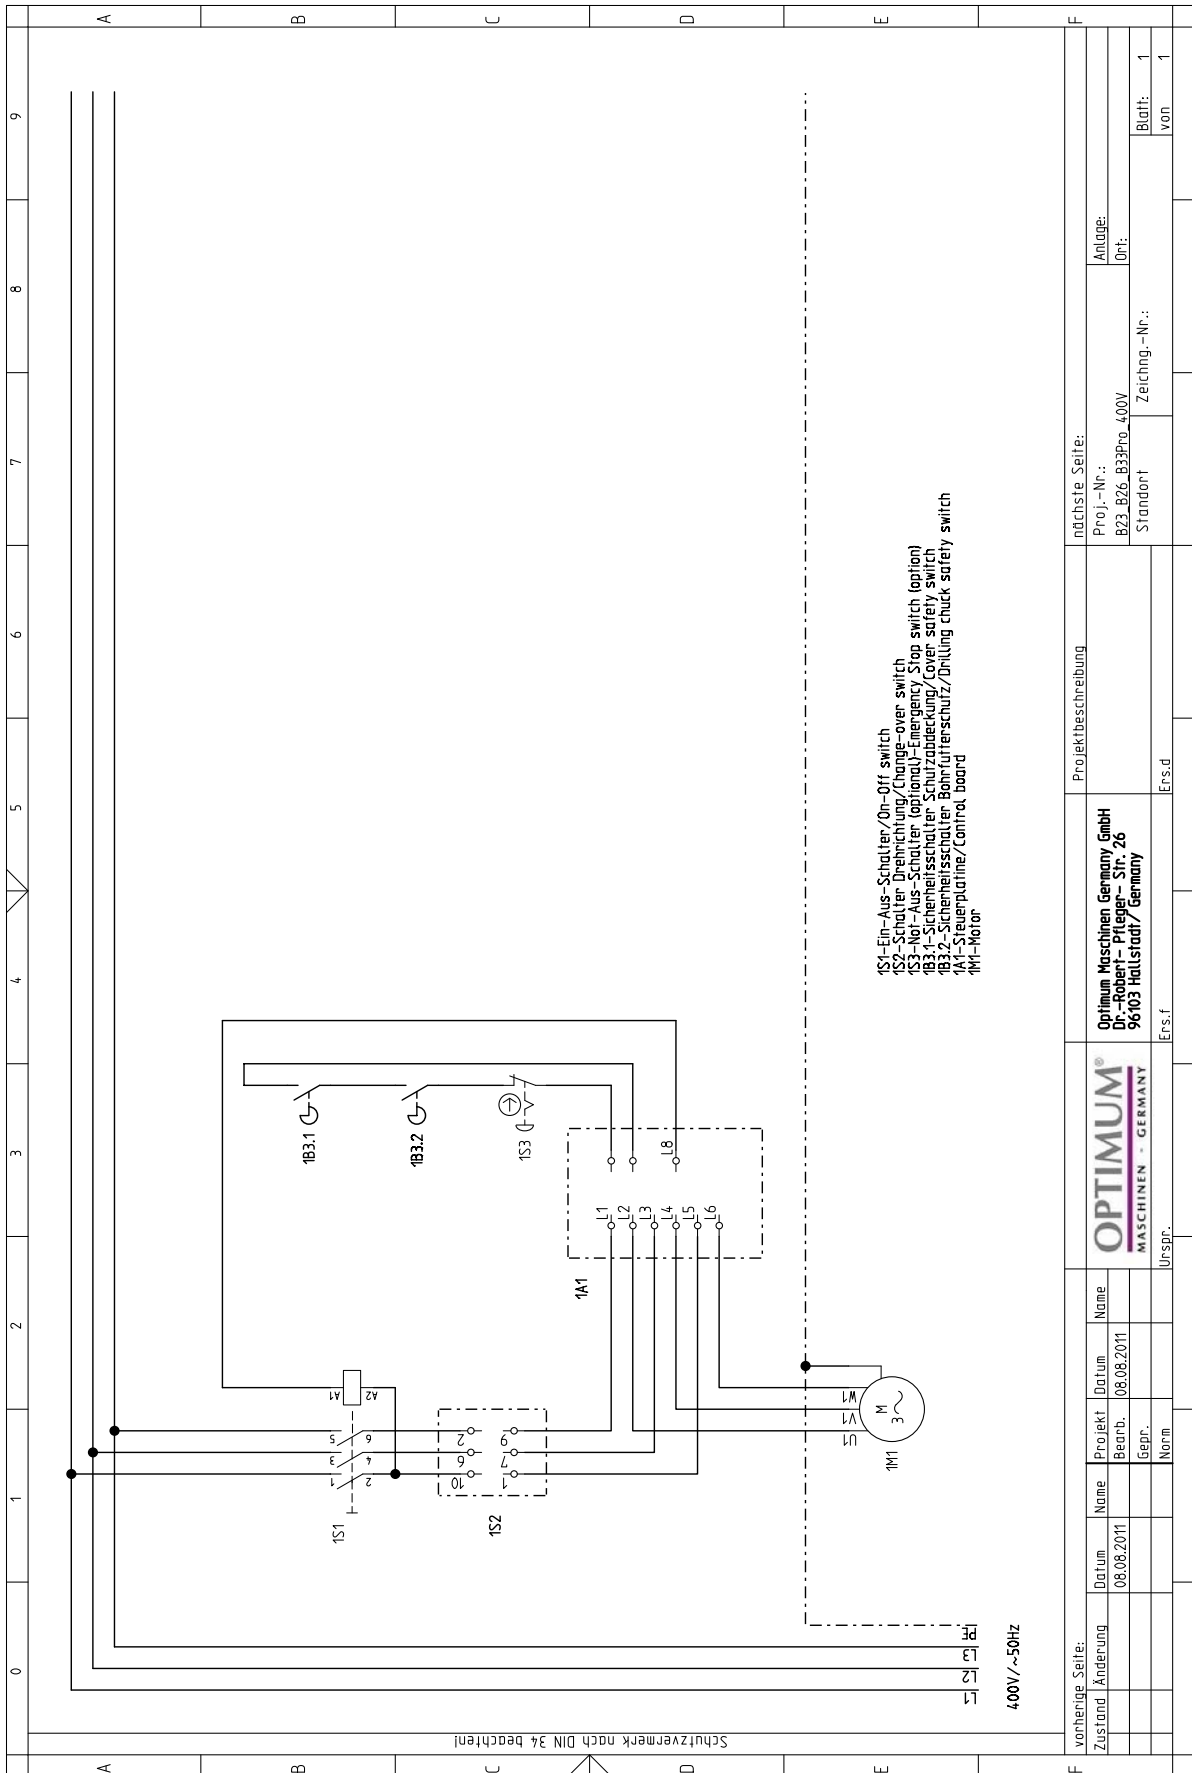 0 1 2 3 4 5 6 7 8 9
A
B
C
D
E
F
A
B
C
D
E
F
Schutzvermerk nach DIN 34 beachten!
1S1
1 3 5
2 4 6
A1
A2
1S2
10 6 2
1 7 9
1B3.1
1B3.2
1S3
1A1
L1
L2
L3
L4
L5
L6
L8
U1 V1 W1
M
3~
1M1
L1 L2 L3 PE
400V/~50Hz
1S1-Ein-Aus-Schalter/On-Off switch
1S2-Schalter Drehrichtung/Change-over switch
1S3-Not-Aus-Schalter (optional)-Emergency Stop switch (option)
1B3.1-Sicherheitsschalter Schutzabdeckung/Cover safety switch
1B3.2-Sicherheitsschalter Bohrfutterschutz/Drilling chuck safety switch
1A1-Steuerplatine/Control board
1M1-Motor
vorherige Seite:
Zustand Änderung Datum Name
08.08.2011
Projekt Datum Name
Bearb. 08.08.2011
Gepr.
Norm
Urspr.
OPTIMUM®
MASCHINEN - GERMANY
Optimum Maschinen Germany GmbH
Dr.-Robert- Pfleger- Str. 26
96103 Hallstadt/ Germany
Ers.f
Ers.d
Projektbeschreibung
nächste Seite:
Proj.-Nr.:
B23_B26_B33Pro_400V
Standort
Zeichng.-Nr.:
Anlage:
Ort:
Blatt: 1
von 1